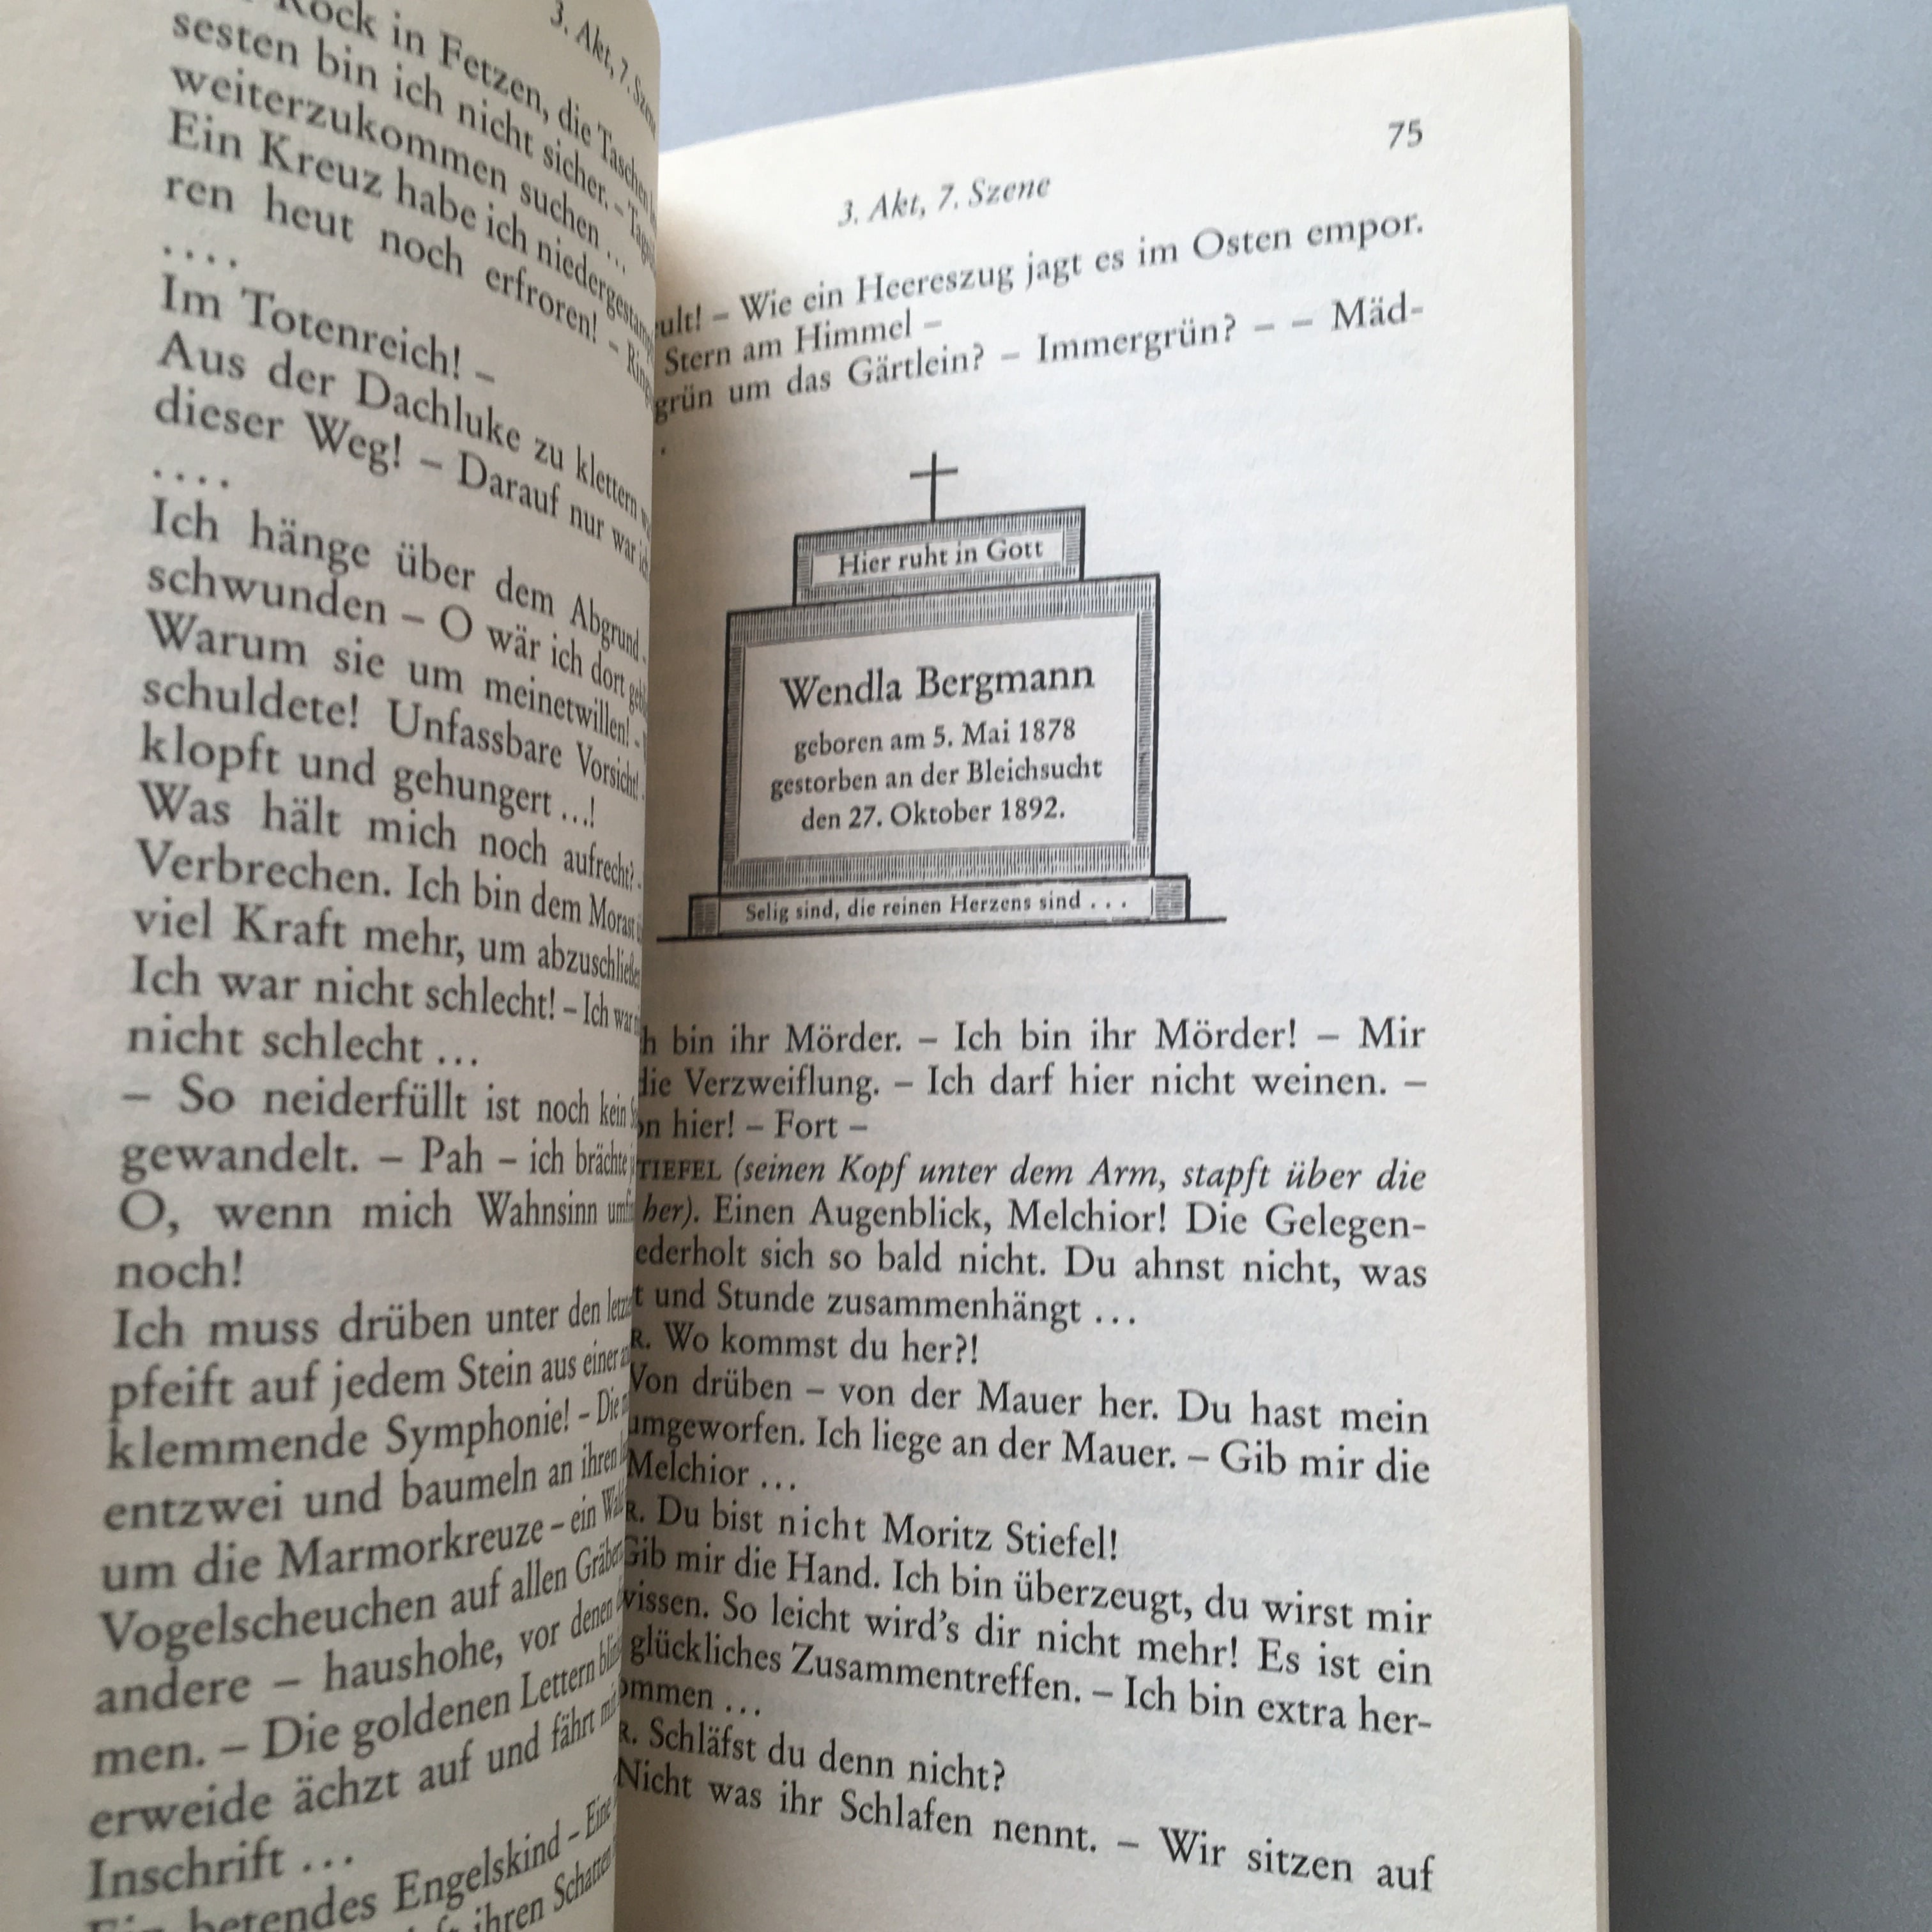 3. Akt, 7. Szene
Rock in Fetzen, die Taschen
sesten bin ich nicht sicher. –
weiterzukommen suchen …
Ein Kreuz habe ich niedergestampft
ren heut noch erfroren! –
. . . .
Im Totenreich! –
Aus der Dachluke zu klettern
dieser Weg! – Darauf nur war ich
. . . .
Ich hänge über dem Abgrund
schwunden – O wär ich dort
Warum sie um meinetwillen! –
schuldete! Unfassbare Vorsicht!
klopft und gehungert …!
Was hält mich noch aufrecht?
Verbrechen. Ich bin dem Morast
viel Kraft mehr, um abzuschließen
Ich war nicht schlecht! – Ich war
nicht schlecht …
– So neiderfüllt ist noch kein
gewandelt. – Pah – ich brächte
O, wenn mich Wahnsinn
noch!
Ich muss drüben unter den
pfeift auf jedem Stein aus einer
klemmende Symphonie! – Die
entzwei und baumeln an ihren
um die Marmorkreuze – ein
Vogelscheuchen auf allen
andere – haushohe, vor denen
men. – Die goldenen Lettern
erweide ächzt auf und fährt
Inschrift …
betendes Engelskind – Eine
ihren Schatten
75
3. Akt, 7. Szene
ult! – Wie ein Heereszug jagt es im Osten empor.
Stern am Himmel –
grün um das Gärtlein? – Immergrün? – – Mäd-
.
Hier ruht in Gott
Wendla Bergmann
geboren am 5. Mai 1878
gestorben an der Bleichsucht
den 27. Oktober 1892.
Selig sind, die reinen Herzens sind . . .
h bin ihr Mörder. – Ich bin ihr Mörder! – Mir
die Verzweiflung. – Ich darf hier nicht weinen. –
on hier! – Fort –
TIEFEL (seinen Kopf unter dem Arm, stapft über die
her). Einen Augenblick, Melchior! Die Gelegen-
ederholt sich so bald nicht. Du ahnst nicht, was
t und Stunde zusammenhängt …
R. Wo kommst du her?!
Von drüben – von der Mauer her. Du hast mein
umgeworfen. Ich liege an der Mauer. – Gib mir die
Melchior …
R. Du bist nicht Moritz Stiefel!
Gib mir die Hand. Ich bin überzeugt, du wirst mir
wissen. So leicht wird’s dir nicht mehr! Es ist ein
glückliches Zusammentreffen. – Ich bin extra her-
ommen …
R. Schläfst du denn nicht?
Nicht was ihr Schlafen nennt. – Wir sitzen auf